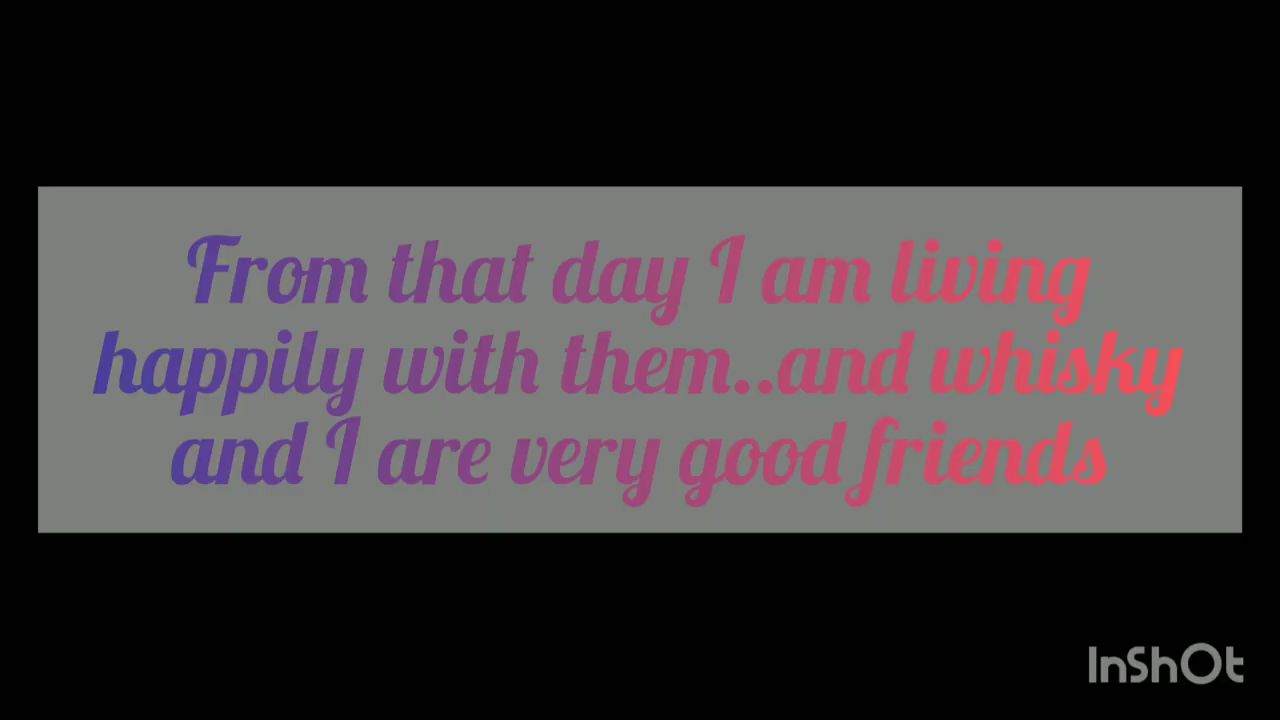 From that day I am living
happily with them..and whisky
and I are very good friends
InShOt